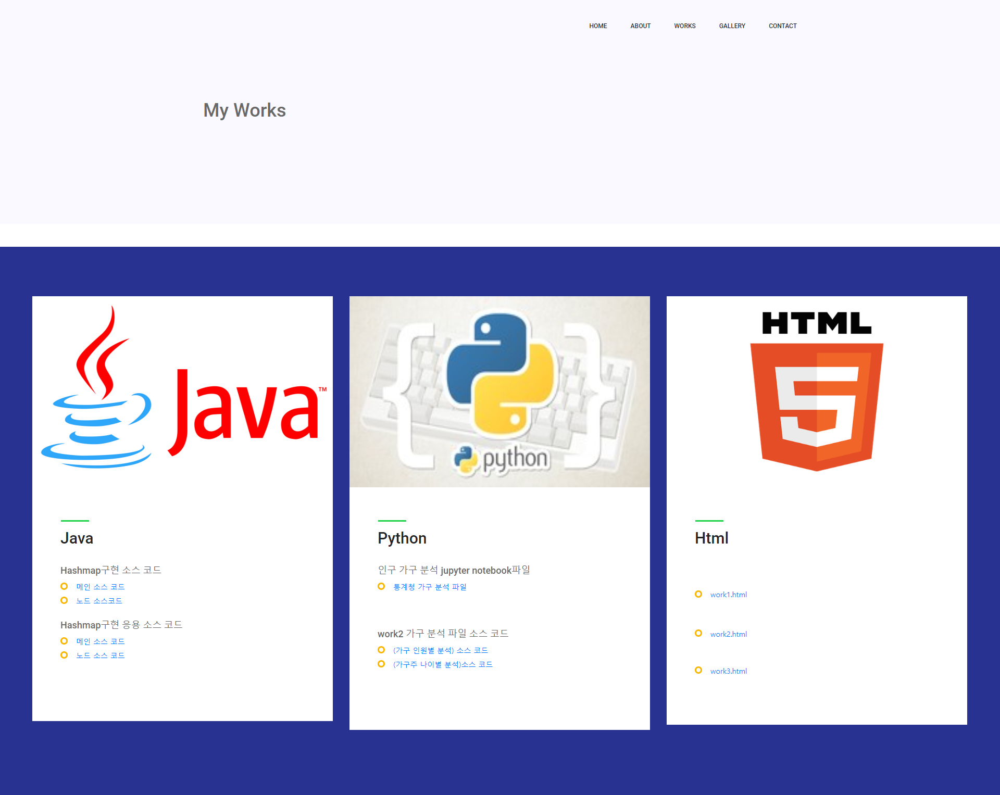 HOME ABOUT WORKS GALLERY CONTACT
My Works
Java™
python
HTML
Java
Hashmap구현 소스 코드
메인 소스 코드
노드 소스코드
Hashmap구현 응용 소스 코드
메인 소스 코드
노드 소스 코드
Python
인구 가구 분석 jupyter notebook파일
통계청 가구 분석 파일
work2 가구 분석 파일 소스 코드
(가구 인원별 분석) 소스 코드
(가구주 나이별 분석)소스 코드
Html
work1.html
work2.html
work3.html